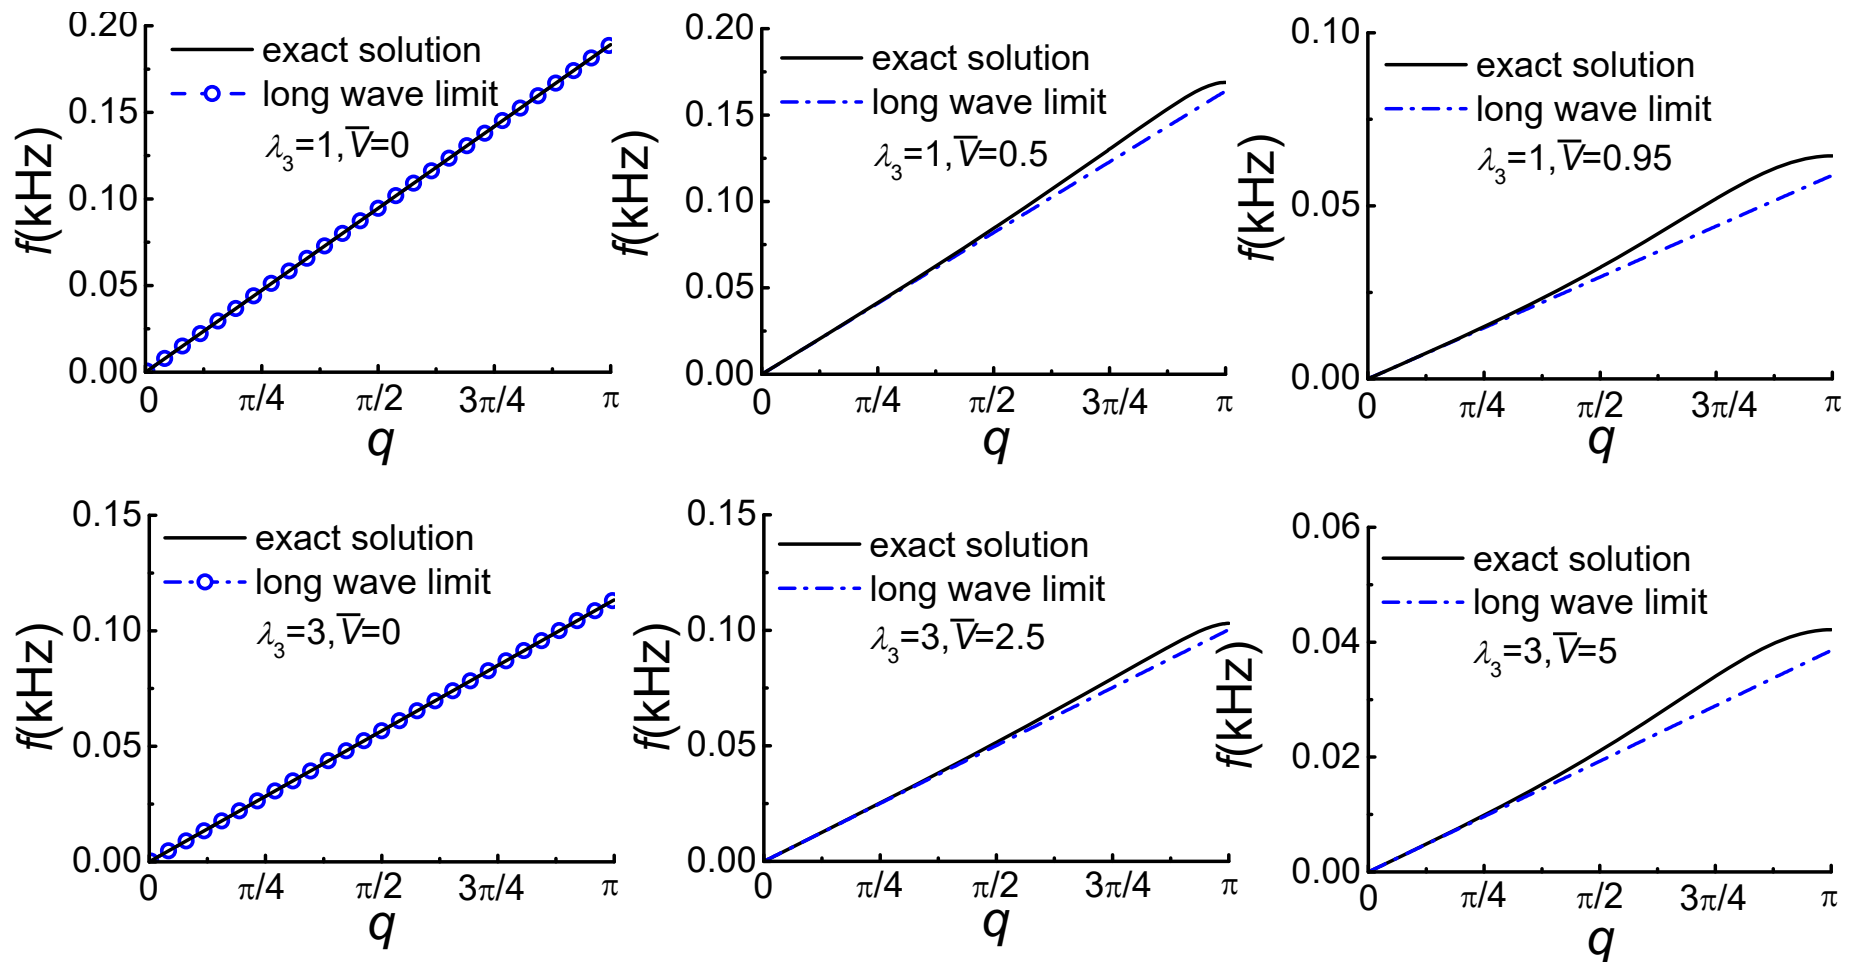 0.20
0.15
0.10
0.05
0.00
f(kHz)
exact solution
long wave limit
λ₃=1,V̅=0
0 π/4 π/2 3π/4 π
q
0.20
0.15
0.10
0.05
0.00
f(kHz)
exact solution
long wave limit
λ₃=1,V̅=0.5
0 π/4 π/2 3π/4 π
q
0.10
0.05
0.00
f(kHz)
exact solution
long wave limit
λ₃=1,V̅=0.95
0 π/4 π/2 3π/4 π
q
0.15
0.10
0.05
0.00
f(kHz)
exact solution
long wave limit
λ₃=3,V̅=0
0 π/4 π/2 3π/4 π
q
0.15
0.10
0.05
0.00
f(kHz)
exact solution
long wave limit
λ₃=3,V̅=2.5
0 π/4 π/2 3π/4 π
q
0.06
0.04
0.02
0.00
f(kHz)
exact solution
long wave limit
λ₃=3,V̅=5
0 π/4 π/2 3π/4 π
q